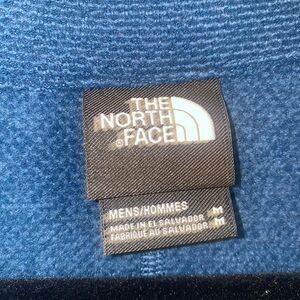 THE
NORTH
FACE
MENS/HOMMES
MADE IN EL SALVADOR M
FABRIQUÉ AU SALVADOR M